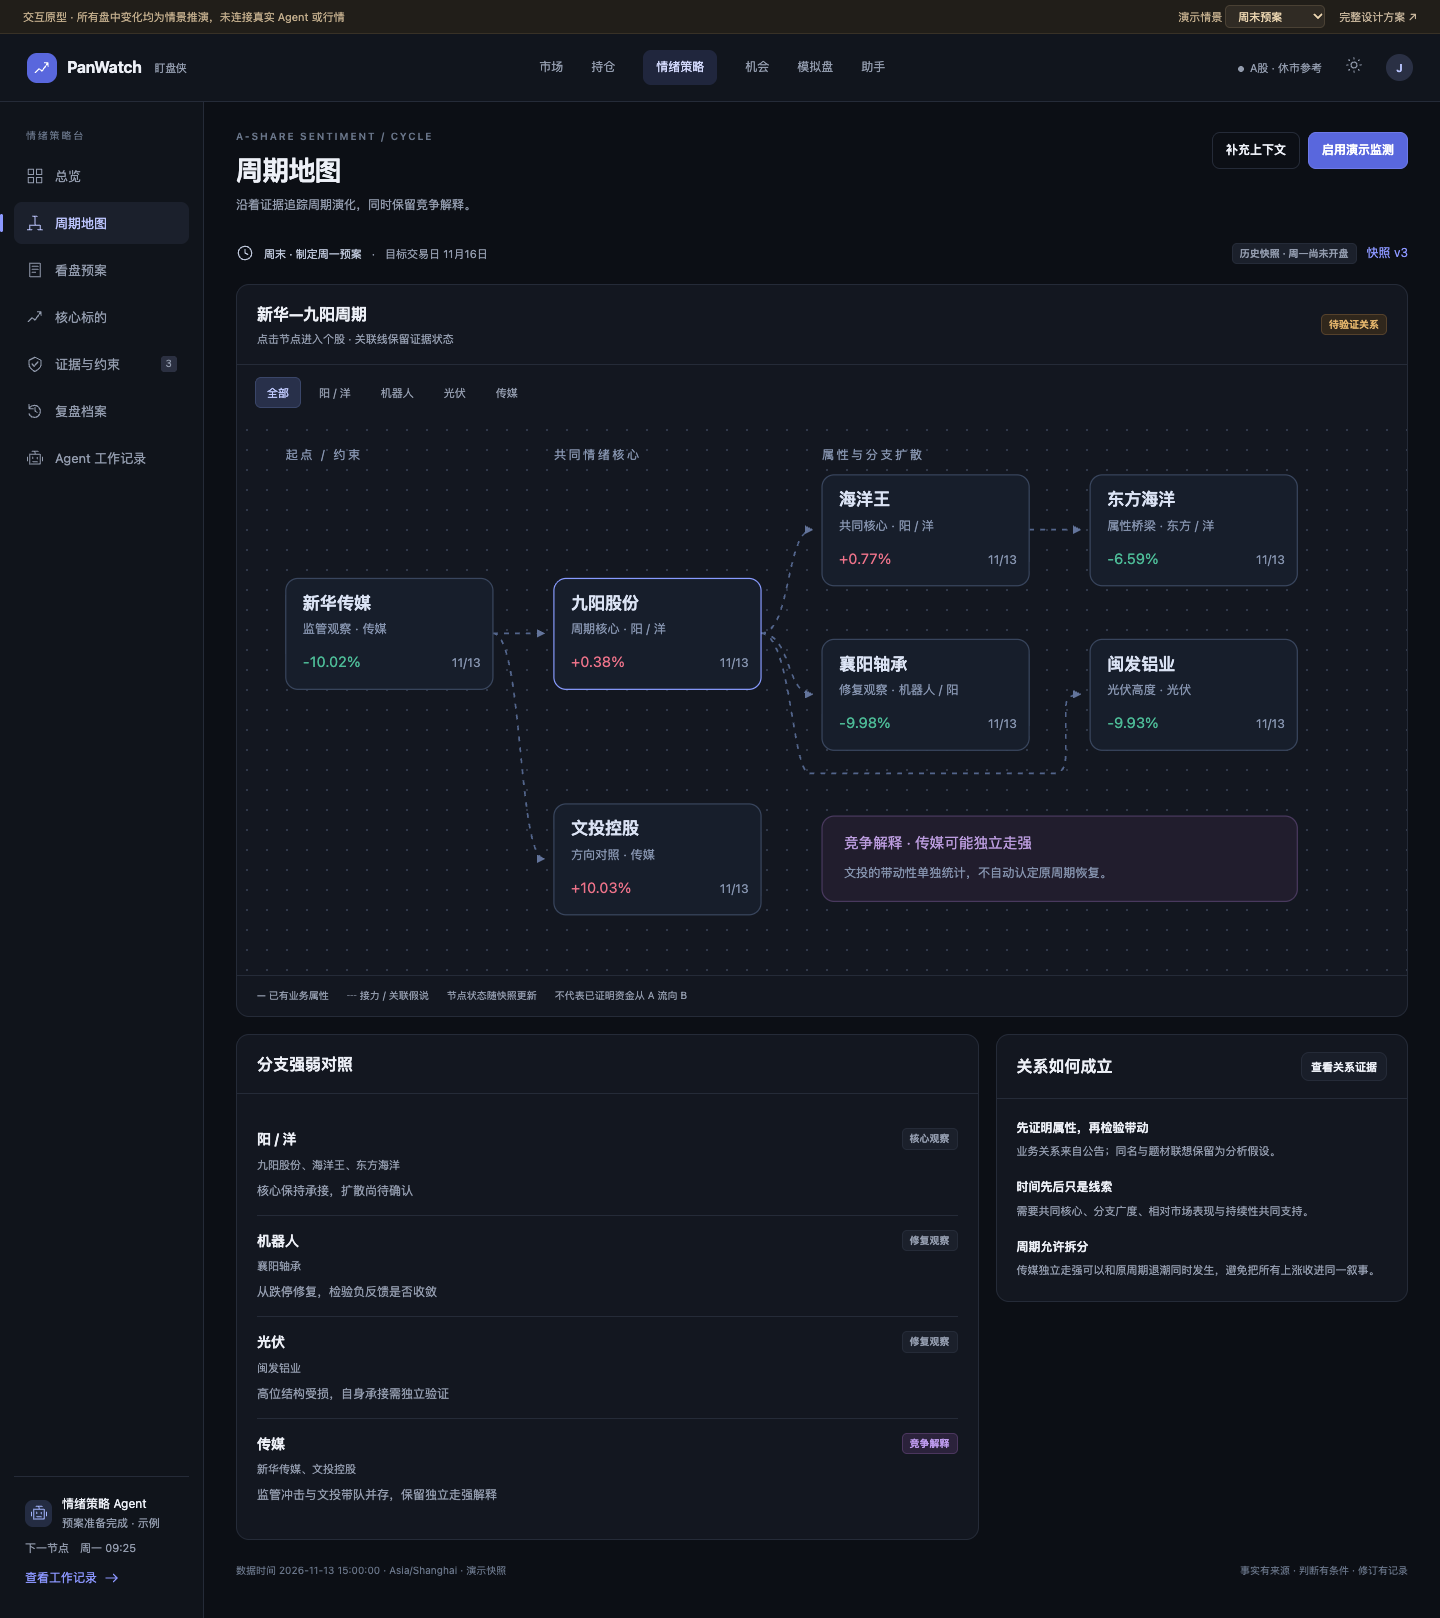 交互原型 · 所有盘中变化均为情景推演，未连接真实 Agent 或行情
演示情景 周末预案 完整设计方案 ↗
PanWatch 盯盘侠
市场 持仓 情绪策略 机会 模拟盘 助手
A股 · 休市参考
J
情绪策略台
总览
周期地图
看盘预案
核心标的
证据与约束 3
复盘档案
Agent 工作记录
A-SHARE SENTIMENT / CYCLE
周期地图
沿着证据追踪周期演化，同时保留竞争解释。
补充上下文 启用演示监测
周末 · 制定周一预案 · 目标交易日 11月16日
历史快照 · 周一尚未开盘 快照 v3
新华—九阳周期
点击节点进入个股 · 关联线保留证据状态
待验证关系
全部 阳 / 洋 机器人 光伏 传媒
起点 / 约束 共同情绪核心 属性与分支扩散
海洋王
共同核心 · 阳 / 洋
+0.77% 11/13
东方海洋
属性桥梁 · 东方 / 洋
-6.59% 11/13
新华传媒
监管观察 · 传媒
-10.02% 11/13
九阳股份
周期核心 · 阳 / 洋
+0.38% 11/13
襄阳轴承
修复观察 · 机器人 / 阳
-9.98% 11/13
闽发铝业
光伏高度 · 光伏
-9.93% 11/13
文投控股
方向对照 · 传媒
+10.03% 11/13
竞争解释 · 传媒可能独立走强
文投的带动性单独统计，不自动认定原周期恢复。
— 已有业务属性 ┄ 接力 / 关联假说 节点状态随快照更新 不代表已证明资金从 A 流向 B
分支强弱对照
阳 / 洋 核心观察
九阳股份、海洋王、东方海洋
核心保持承接，扩散尚待确认
机器人 修复观察
襄阳轴承
从跌停修复，检验负反馈是否收敛
光伏 修复观察
闽发铝业
高位结构受损，自身承接需独立验证
传媒 竞争解释
新华传媒、文投控股
监管冲击与文投带队并存，保留独立走强解释
关系如何成立 查看关系证据
先证明属性，再检验带动
业务关系来自公告；同名与题材联想保留为分析假设。
时间先后只是线索
需要共同核心、分支广度、相对市场表现与持续性共同支持。
周期允许拆分
传媒独立走强可以和原周期退潮同时发生，避免把所有上涨收进同一叙事。
情绪策略 Agent
预案准备完成 · 示例
下一节点 周一 09:25
查看工作记录 →
数据时间 2026-11-13 15:00:00 · Asia/Shanghai · 演示快照
事实有来源 · 判断有条件 · 修订有记录